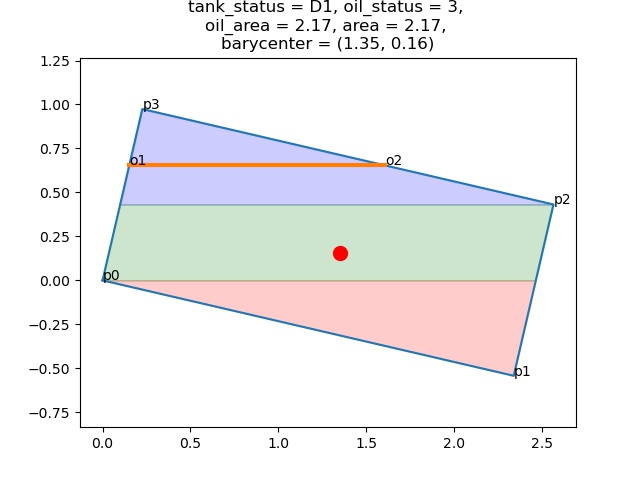 tank_status = D1, oil_status = 3,
oil_area = 2.17, area = 2.17,
barycenter = (1.35, 0.16)
1.25
1.00
0.75
0.50
0.25
0.00
−0.25
−0.50
−0.75
p3
o1
o2
p2
p0
p1
0.0
0.5
1.0
1.5
2.0
2.5